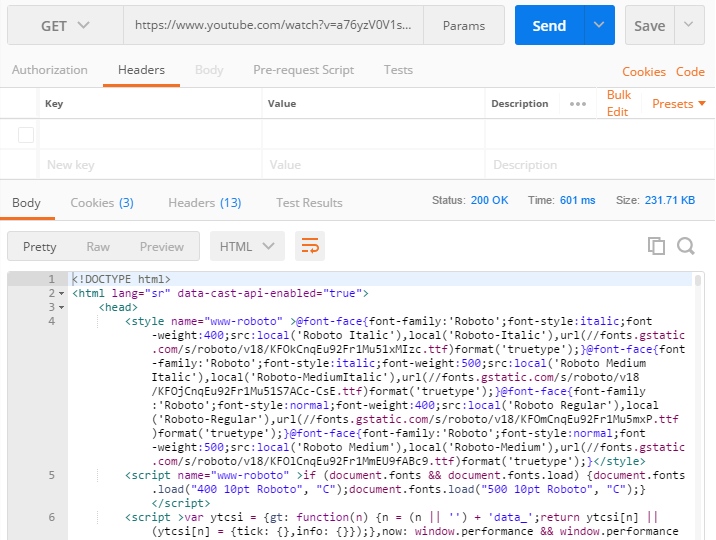 GET https://www.youtube.com/watch?v=a76yzV0V1s... Params Send Save
Authorization Headers Body Pre-request Script Tests Cookies Code
Key Value Description ••• Bulk Edit Presets
New key Value Description
Body Cookies (3) Headers (13) Test Results Status: 200 OK Time: 601 ms Size: 231.71 KB
Pretty Raw Preview HTML
1 <!DOCTYPE html>
2 <html lang="sr" data-cast-api-enabled="true">
3 <head>
4 <style name="www-roboto" >@font-face{font-family:'Roboto';font-style:italic;font
-weight:400;src:local('Roboto Italic'),local('Roboto-Italic'),url(//fonts.gstatic
.com/s/roboto/v18/KFOkCnqEu92Fr1Mu51xMIzc.ttf)format('truetype');}@font-face{font
-family:'Roboto';font-style:italic;font-weight:500;src:local('Roboto Medium
Italic'),local('Roboto-MediumItalic'),url(//fonts.gstatic.com/s/roboto/v18
/KFOjCnqEu92Fr1Mu51S7ACc-CsE.ttf)format('truetype');}@font-face{font-family
:'Roboto';font-style:normal;font-weight:400;src:local('Roboto Regular'),local
('Roboto-Regular'),url(//fonts.gstatic.com/s/roboto/v18/KFOmCnqEu92Fr1Mu5mxP.ttf
)format('truetype');}@font-face{font-family:'Roboto';font-style:normal;font
-weight:500;src:local('Roboto Medium'),local('Roboto-Medium'),url(//fonts.gstatic
.com/s/roboto/v18/KFOlCnqEu92Fr1MmEU9fABc9.ttf)format('truetype');}</style>
5 <script name="www-roboto" >if (document.fonts && document.fonts.load) {document.fonts
.load("400 10pt Roboto", "C");document.fonts.load("500 10pt Roboto", "C");}
</script>
6 <script >var ytcsi = {gt: function(n) {n = (n || '') + 'data_';return ytcsi[n] ||
(ytcsi[n] = {tick: {},info: {}});},now: window.performance && window.performance